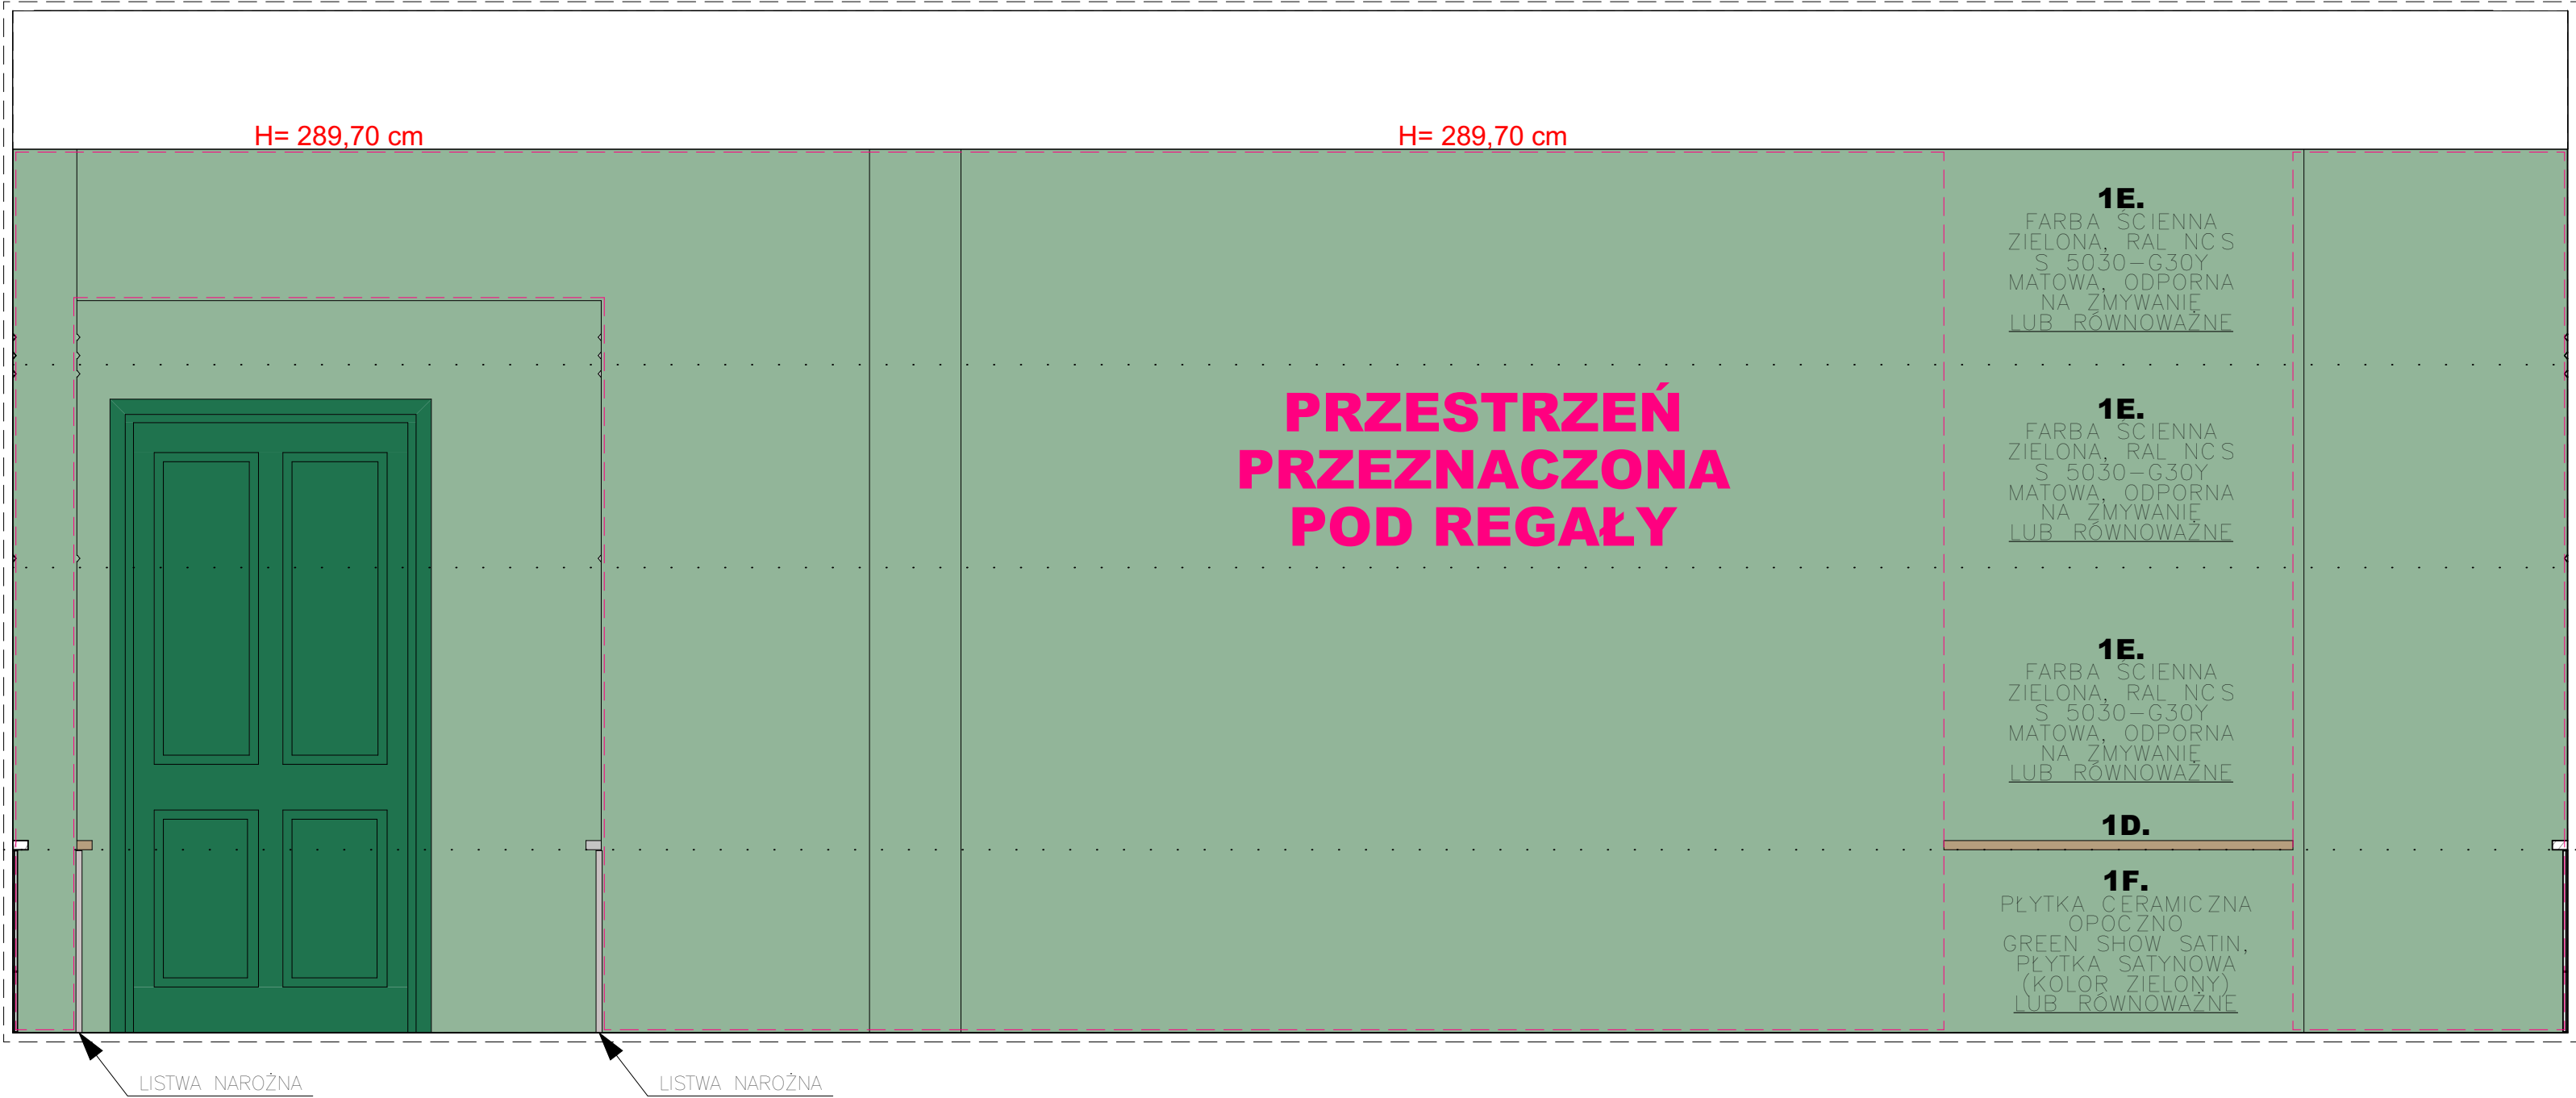 H= 289,70 cm
H= 289,70 cm
PRZESTRZEŃ
PRZEZNACZONA
POD REGAŁY
1E.
FARBA ŚCIENNA
ZIELONA, RAL NCS
S 5030-G30Y
MATOWA, ODPORNA
NA ZMYWANIE
LUB RÓWNOWAŻNE
1E.
FARBA ŚCIENNA
ZIELONA, RAL NCS
S 5030-G30Y
MATOWA, ODPORNA
NA ZMYWANIE
LUB RÓWNOWAŻNE
1E.
FARBA ŚCIENNA
ZIELONA, RAL NCS
S 5030-G30Y
MATOWA, ODPORNA
NA ZMYWANIE
LUB RÓWNOWAŻNE
1D.
1F.
PŁYTKA CERAMICZNA
OPOCZNO
GREEN SHOW SATIN,
PŁYTKA SATYNOWA
(KOLOR ZIELONY)
LUB RÓWNOWAŻNE
LISTWA NAROŻNA
LISTWA NAROŻNA